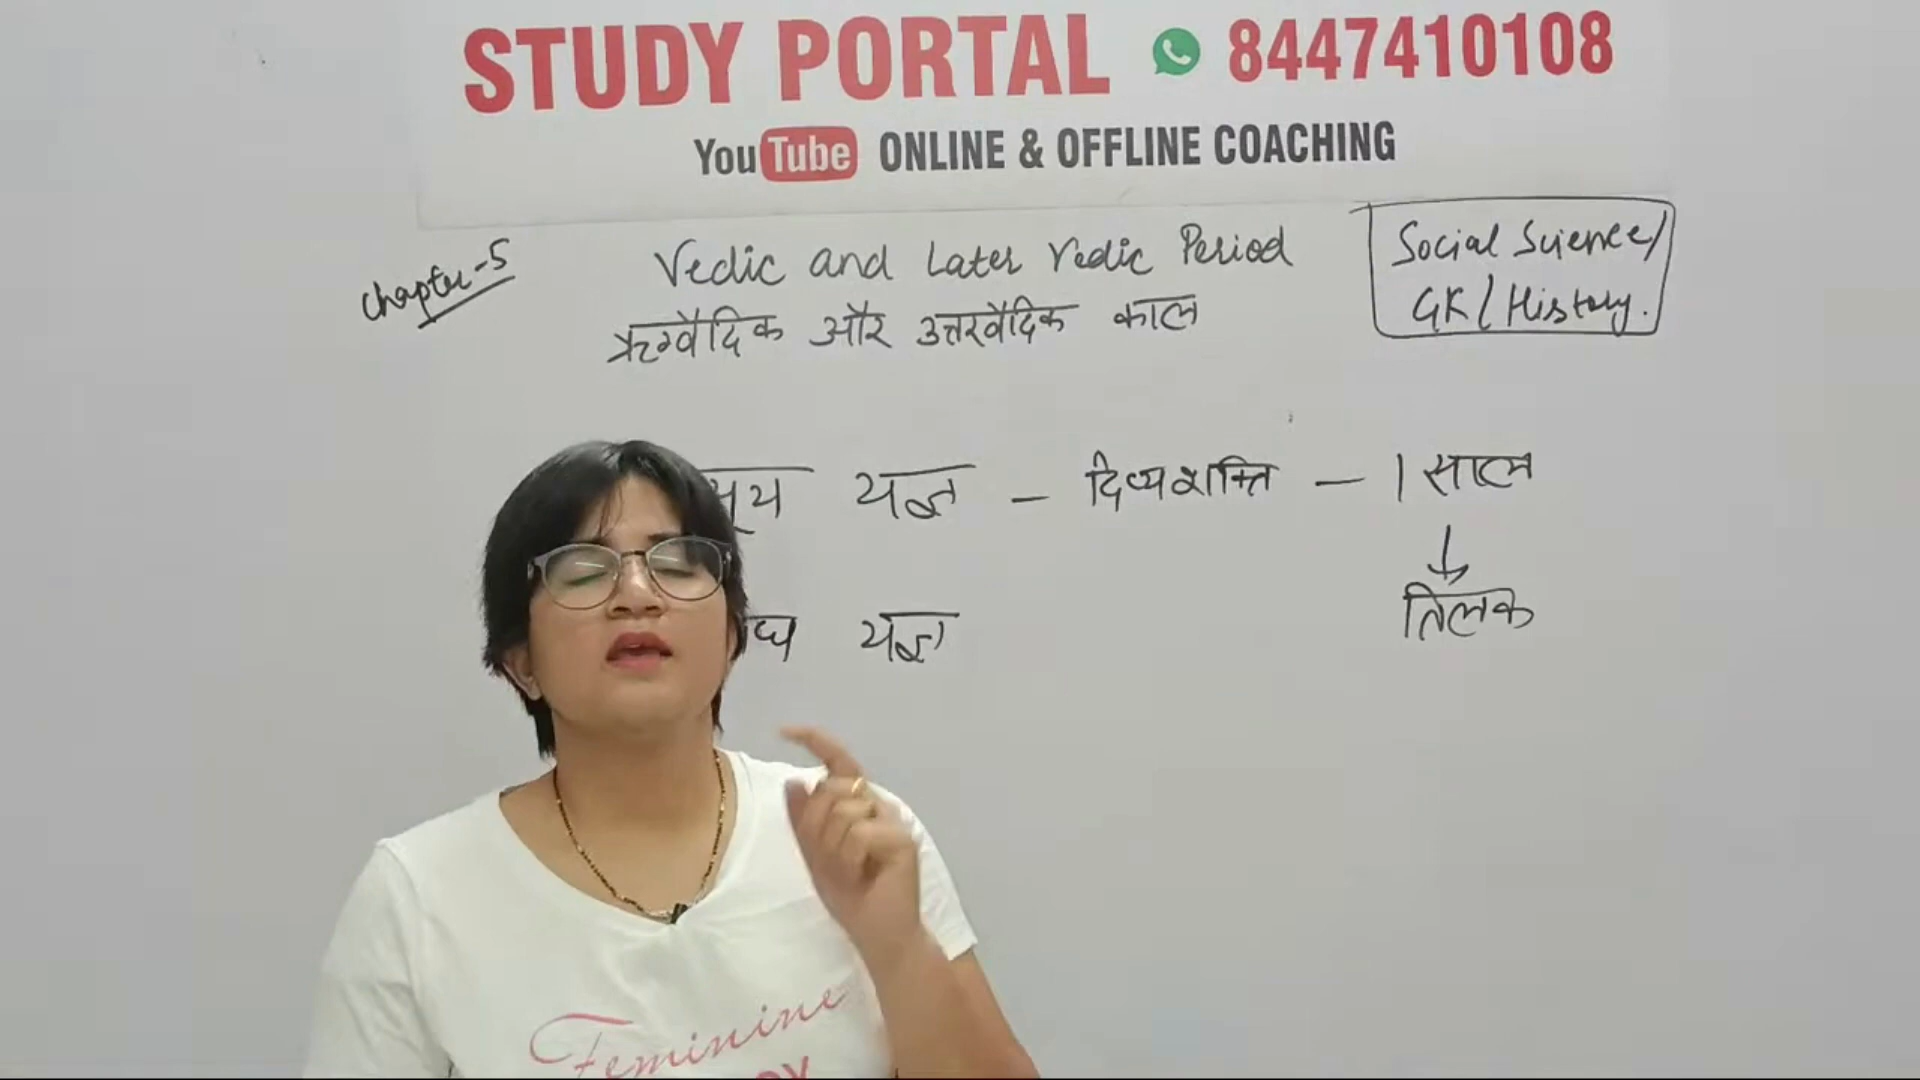 STUDY PORTAL 8447410108
YouTube ONLINE & OFFLINE COACHING
Chapter-5
Vedic and Later Vedic Period
ऋग्वैदिक और उत्तरवैदिक काल
Social Science/
GK/History.
सूय यज्ञ - दिव्यशक्ति - 1 साल
↓
तिलक
यज्ञ
Feminine